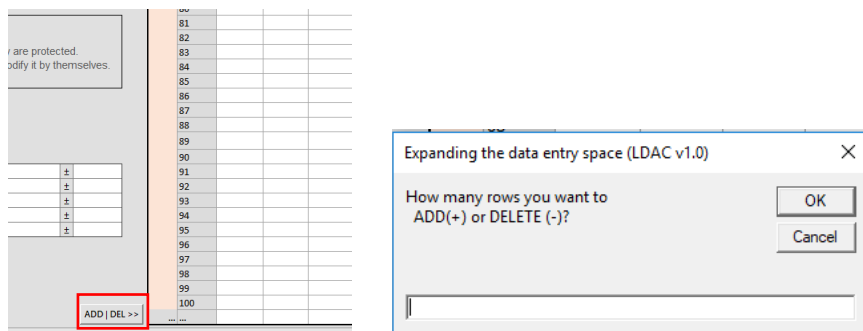 81
82
are protected.
83
odify it by themselves.
84
85
86
87
88
89
90
± 91
± 92
± 93
± 94
± 95
96
97
98
99
100
ADD | DEL >>
... ...
Expanding the data entry space (LDAC v1.0)
How many rows you want to
ADD(+) or DELETE (-)?
OK
Cancel